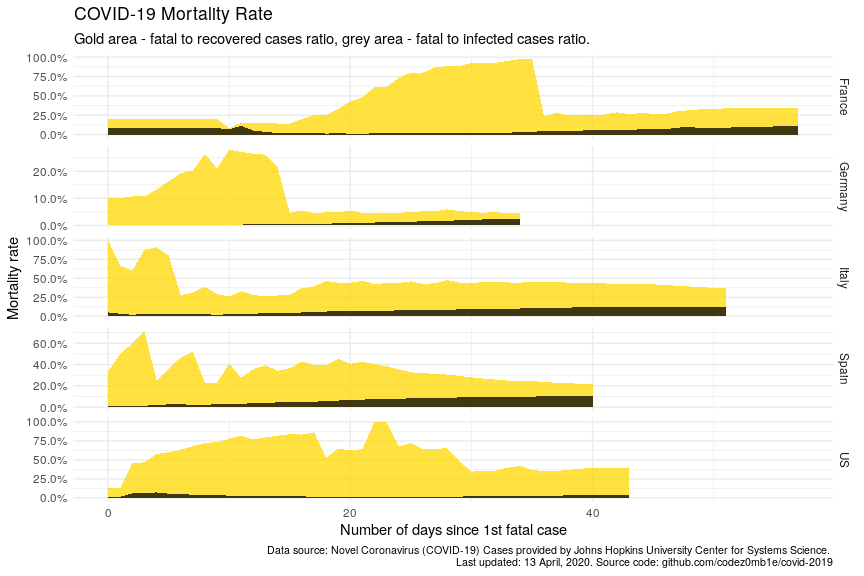 COVID-19 Mortality Rate
Gold area - fatal to recovered cases ratio, grey area - fatal to infected cases ratio.
100.0%
75.0%
50.0%
25.0%
0.0%
France
20.0%
10.0%
0.0%
Germany
100.0%
75.0%
50.0%
25.0%
0.0%
Italy
60.0%
40.0%
20.0%
0.0%
Spain
100.0%
75.0%
50.0%
25.0%
0.0%
US
Mortality rate
0 20 40
Number of days since 1st fatal case
Data source: Novel Coronavirus (COVID-19) Cases provided by Johns Hopkins University Center for Systems Science.
Last updated: 13 April, 2020. Source code: github.com/codez0mb1e/covid-2019